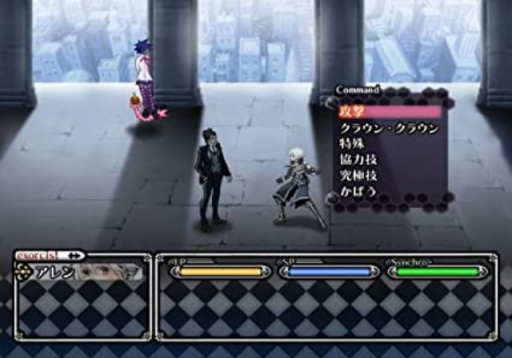 Command
攻撃
クラウン・クラウン
特殊
協力技
究極技
かばう
exorcist
アレン
LP
SP
Synchro